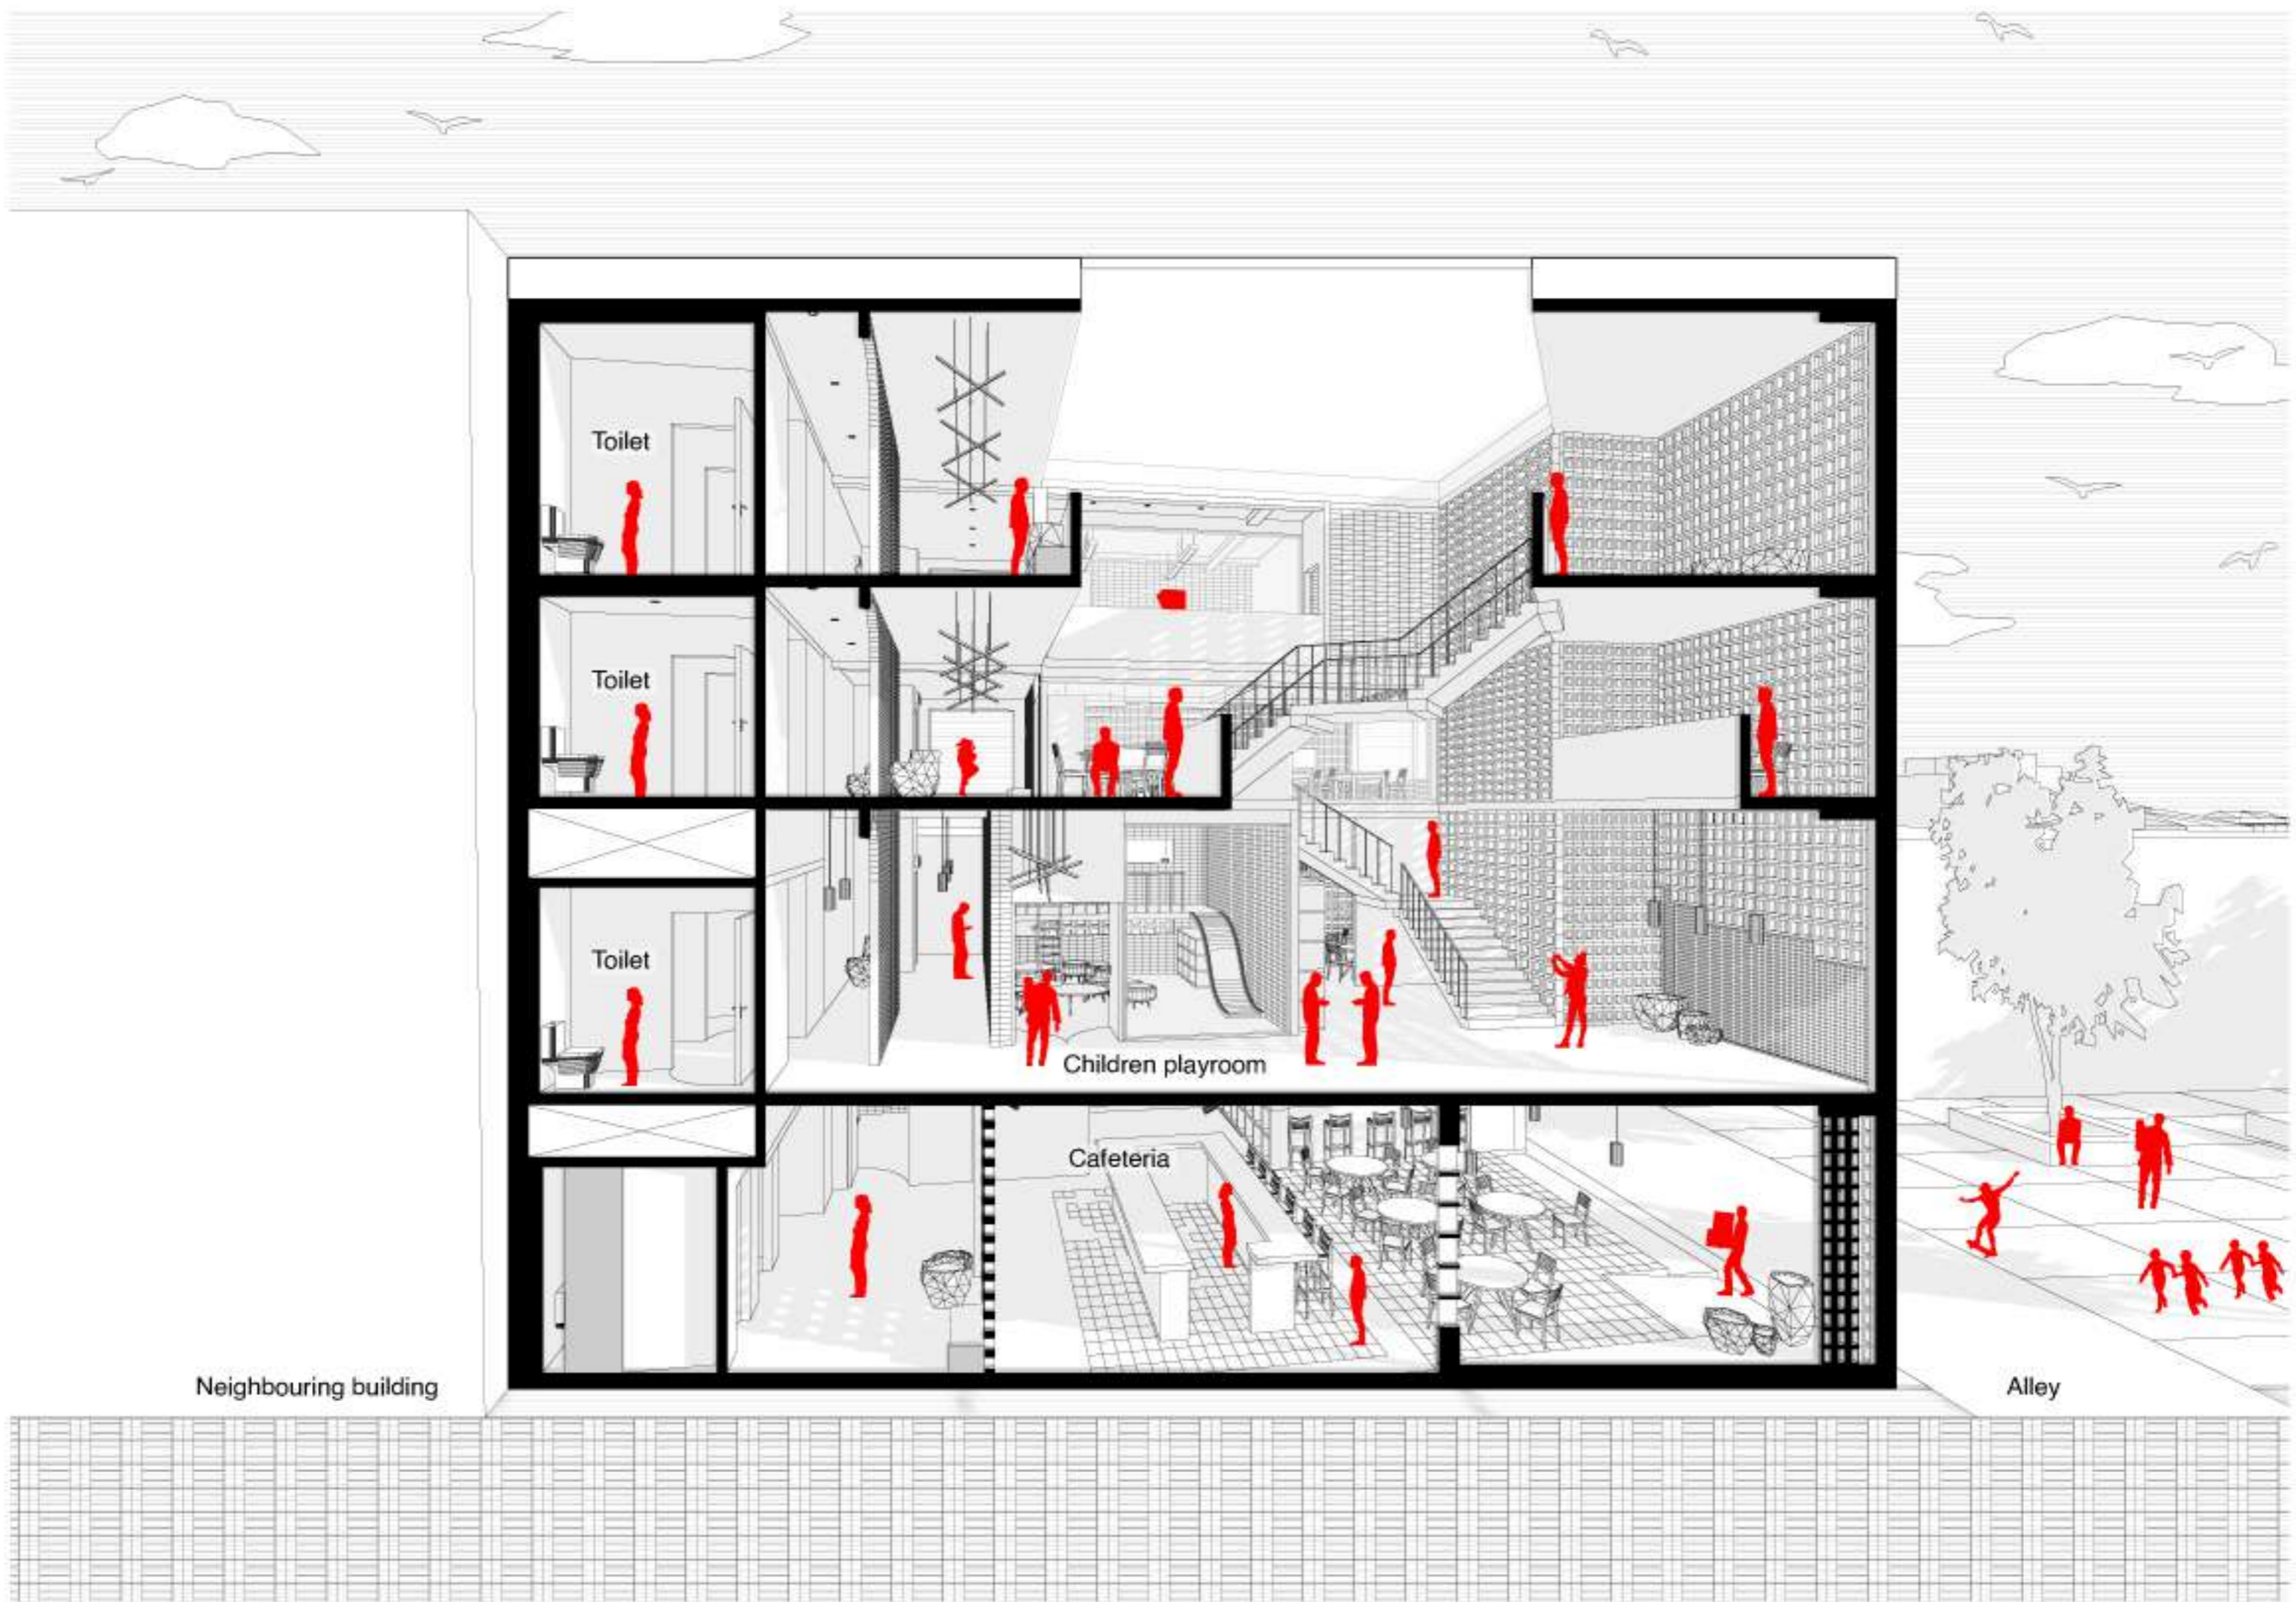 Toilet
Toilet
Toilet
Children playroom
Cafeteria
Neighbouring building
Alley